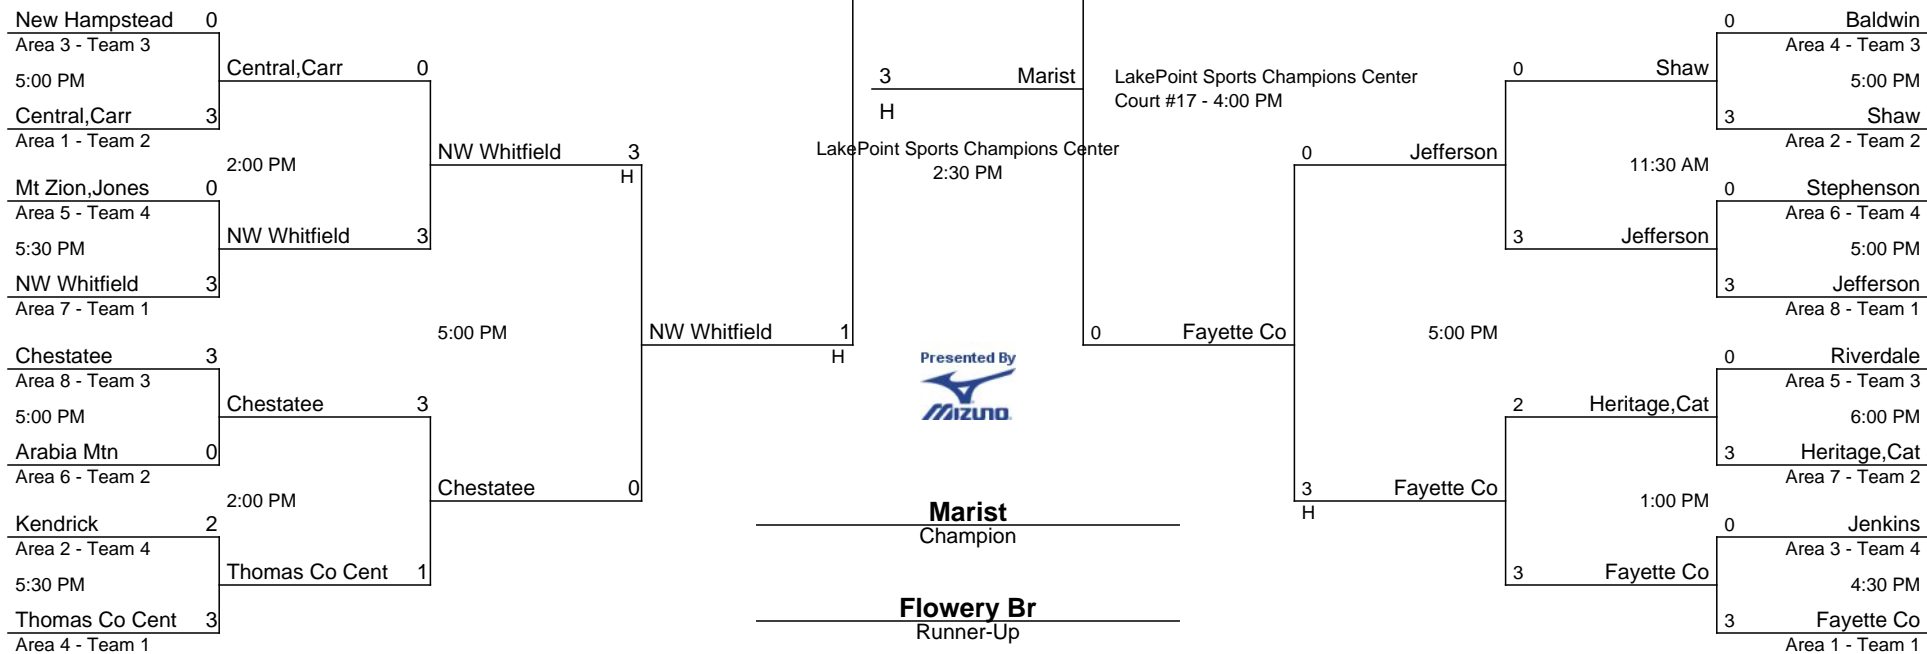 New Hampstead 0
Area 3 - Team 3
5:00 PM
Central,Carr 3
Area 1 - Team 2
Mt Zion,Jones 0
Area 5 - Team 4
5:30 PM
NW Whitfield 3
Area 7 - Team 1
Chestatee 3
Area 8 - Team 3
5:00 PM
Arabia Mtn 0
Area 6 - Team 2
Kendrick 2
Area 2 - Team 4
5:30 PM
Thomas Co Cent 3
Area 4 - Team 1
Central,Carr 0
2:00 PM
NW Whitfield 3
Chestatee 3
2:00 PM
Thomas Co Cent 1
NW Whitfield 3
H
5:00 PM
Chestatee 0
NW Whitfield 1
H
3 Marist
H
LakePoint Sports Champions Center
2:30 PM
LakePoint Sports Champions Center
Court #17 - 4:00 PM
Presented By
MIZUNO
Marist
Champion
Flowery Br
Runner-Up
0 Fayette Co
0 Jefferson
5:00 PM
3 Fayette Co
H
0 Shaw
11:30 AM
3 Jefferson
2 Heritage,Cat
1:00 PM
3 Fayette Co
0 Baldwin
Area 4 - Team 3
5:00 PM
3 Shaw
Area 2 - Team 2
0 Stephenson
Area 6 - Team 4
5:00 PM
3 Jefferson
Area 8 - Team 1
0 Riverdale
Area 5 - Team 3
6:00 PM
3 Heritage,Cat
Area 7 - Team 2
0 Jenkins
Area 3 - Team 4
4:30 PM
3 Fayette Co
Area 1 - Team 1